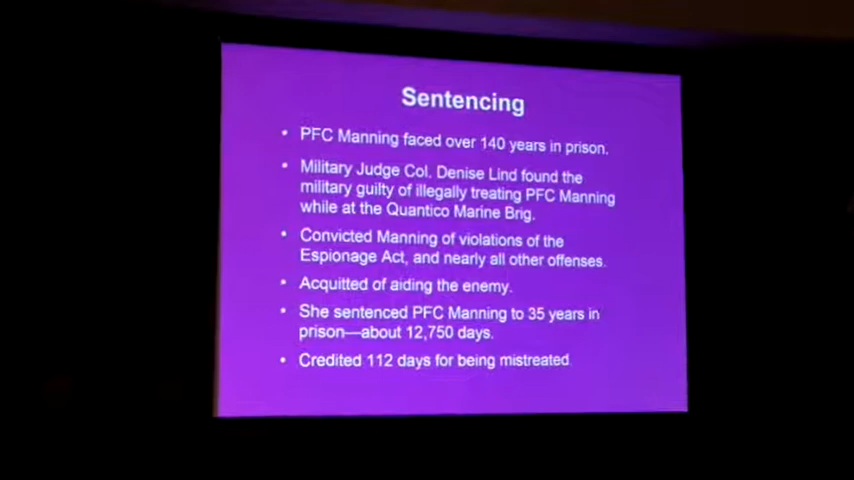 Sentencing
• PFC Manning faced over 140 years in prison.
• Military Judge Col. Denise Lind found the
military guilty of illegally treating PFC Manning
while at the Quantico Marine Brig.
• Convicted Manning of violations of the
Espionage Act, and nearly all other offenses.
• Acquitted of aiding the enemy.
• She sentenced PFC Manning to 35 years in
prison—about 12,750 days.
• Credited 112 days for being mistreated